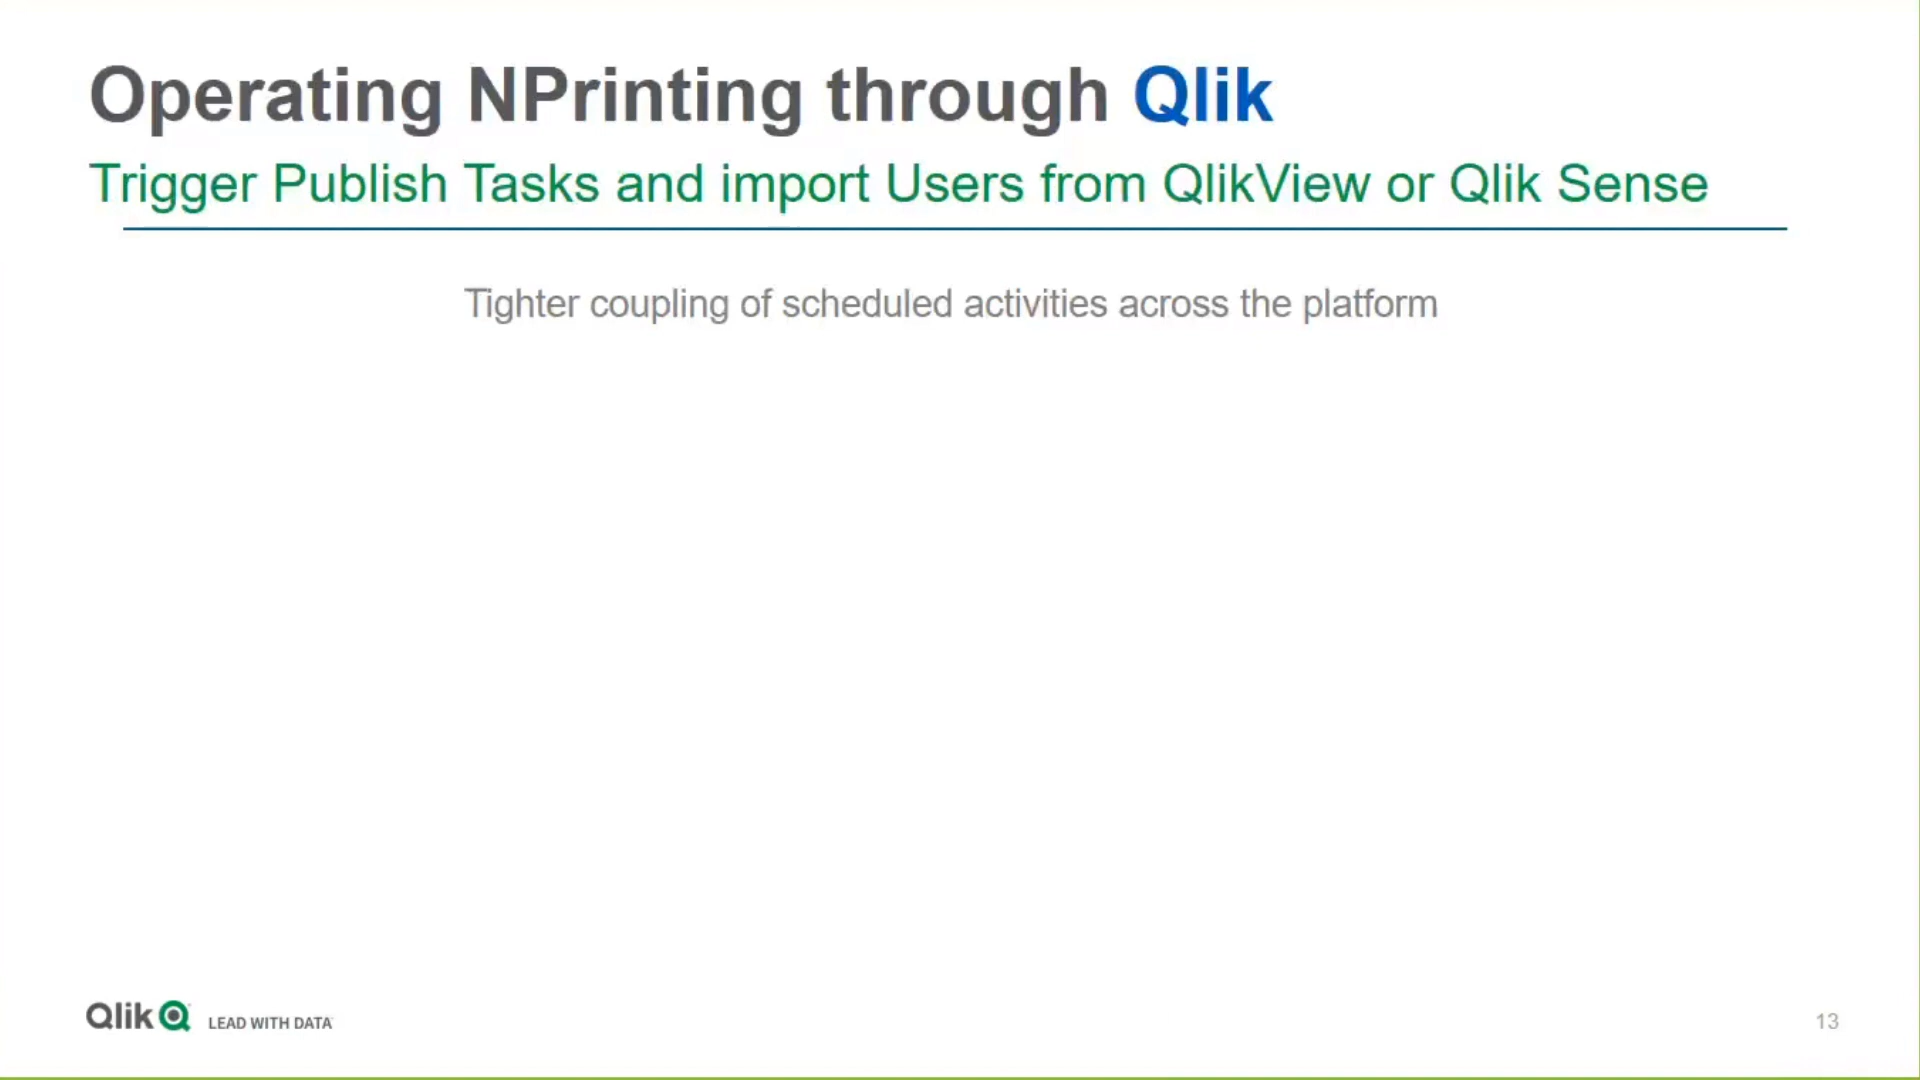 Operating NPrinting through Qlik
Trigger Publish Tasks and import Users from QlikView or Qlik Sense
Tighter coupling of scheduled activities across the platform
Qlik LEAD WITH DATA
13